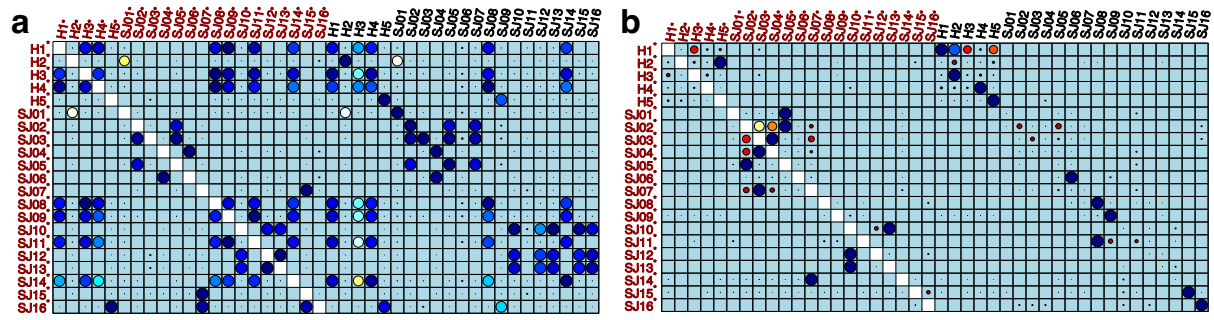 a
H1• H2• H3• H4• H5• SJ01• SJ02• SJ03• SJ04• SJ05• SJ06• SJ07• SJ08• SJ09• SJ10• SJ11• SJ12• SJ13• SJ14• SJ15• SJ16• H1 H2 H3 H4 H5 SJ01 SJ02 SJ03 SJ04 SJ05 SJ06 SJ07 SJ08 SJ09 SJ10 SJ11 SJ12 SJ13 SJ14 SJ15 SJ16
H1•
H2•
H3•
H4•
H5•
SJ01•
SJ02•
SJ03•
SJ04•
SJ05•
SJ06•
SJ07•
SJ08•
SJ09•
SJ10•
SJ11•
SJ12•
SJ13•
SJ14•
SJ15•
SJ16•
b
H1• H2• H3• H4• H5• SJ01• SJ02• SJ03• SJ04• SJ05• SJ06• SJ07• SJ08• SJ09• SJ10• SJ11• SJ12• SJ13• SJ14• SJ15• SJ16• H1 H2 H3 H4 H5 SJ01 SJ02 SJ03 SJ04 SJ05 SJ06 SJ07 SJ08 SJ09 SJ10 SJ11 SJ12 SJ13 SJ14 SJ15 SJ16
H1•
H2•
H3•
H4•
H5•
SJ01•
SJ02•
SJ03•
SJ04•
SJ05•
SJ06•
SJ07•
SJ08•
SJ09•
SJ10•
SJ11•
SJ12•
SJ13•
SJ14•
SJ15•
SJ16•